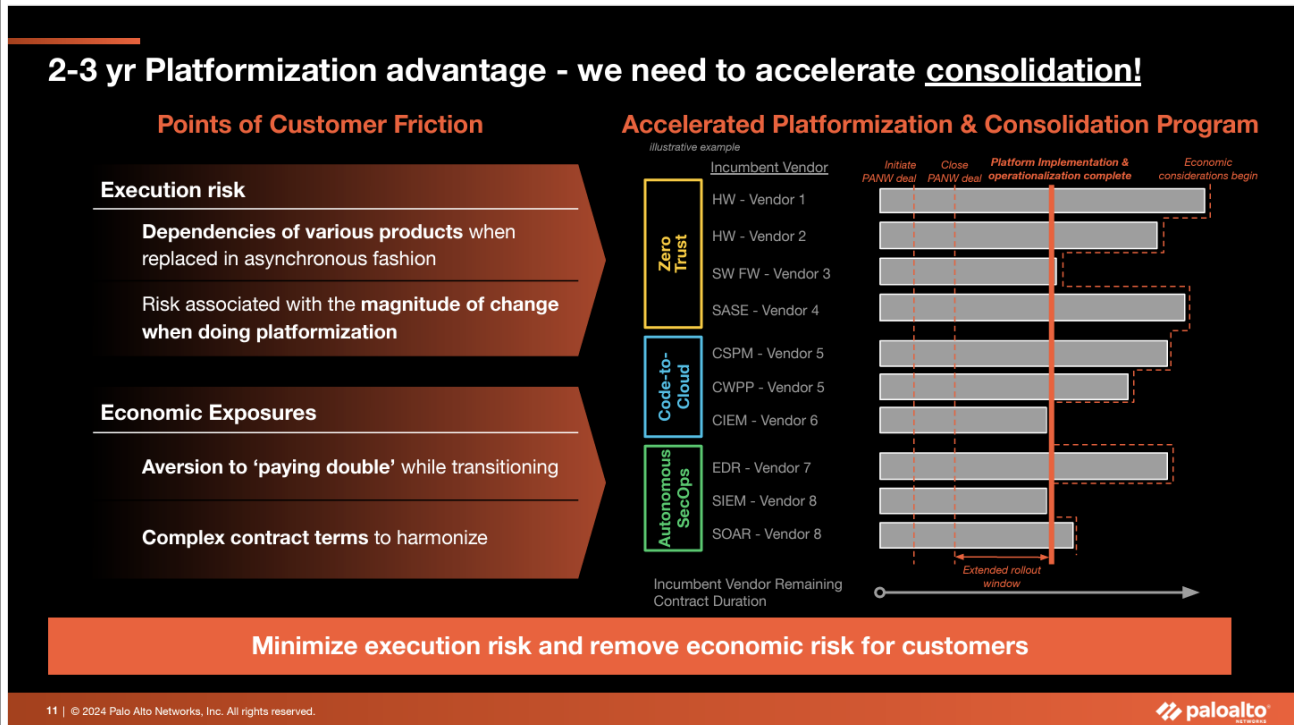 2-3 yr Platformization advantage - we need to accelerate consolidation!
Points of Customer Friction
Execution risk
Dependencies of various products when
replaced in asynchronous fashion
Risk associated with the magnitude of change
when doing platformization
Economic Exposures
Aversion to ‘paying double’ while transitioning
Complex contract terms to harmonize
Accelerated Platformization & Consolidation Program
illustrative example
Incumbent Vendor
Initiate
PANW deal
Close
PANW deal
Platform Implementation &
operationalization complete
Economic
considerations begin
Zero
Trust
HW - Vendor 1
HW - Vendor 2
SW FW - Vendor 3
SASE - Vendor 4
Code-to-
Cloud
CSPM - Vendor 5
CWPP - Vendor 5
CIEM - Vendor 6
Autonomous
SecOps
EDR - Vendor 7
SIEM - Vendor 8
SOAR - Vendor 8
Extended rollout
window
Incumbent Vendor Remaining
Contract Duration
Minimize execution risk and remove economic risk for customers
11 | © 2024 Palo Alto Networks, Inc. All rights reserved.
paloalto
NETWORKS